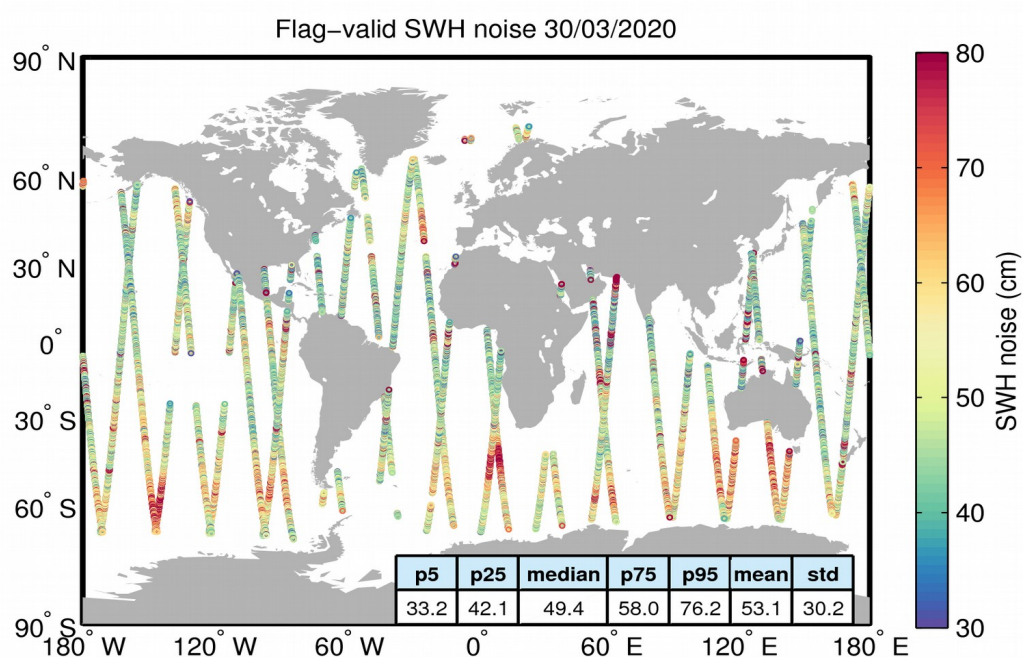 Flag−valid SWH noise 30/03/2020
90° N
60° N
30° N
0°
30° S
60° S
90° S
180° W
120° W
60° W
0°
60° E
120° E
180° E
80
70
60
50
40
30
SWH noise (cm)
p5 p25 median p75 p95 mean std
33.2 42.1 49.4 58.0 76.2 53.1 30.2